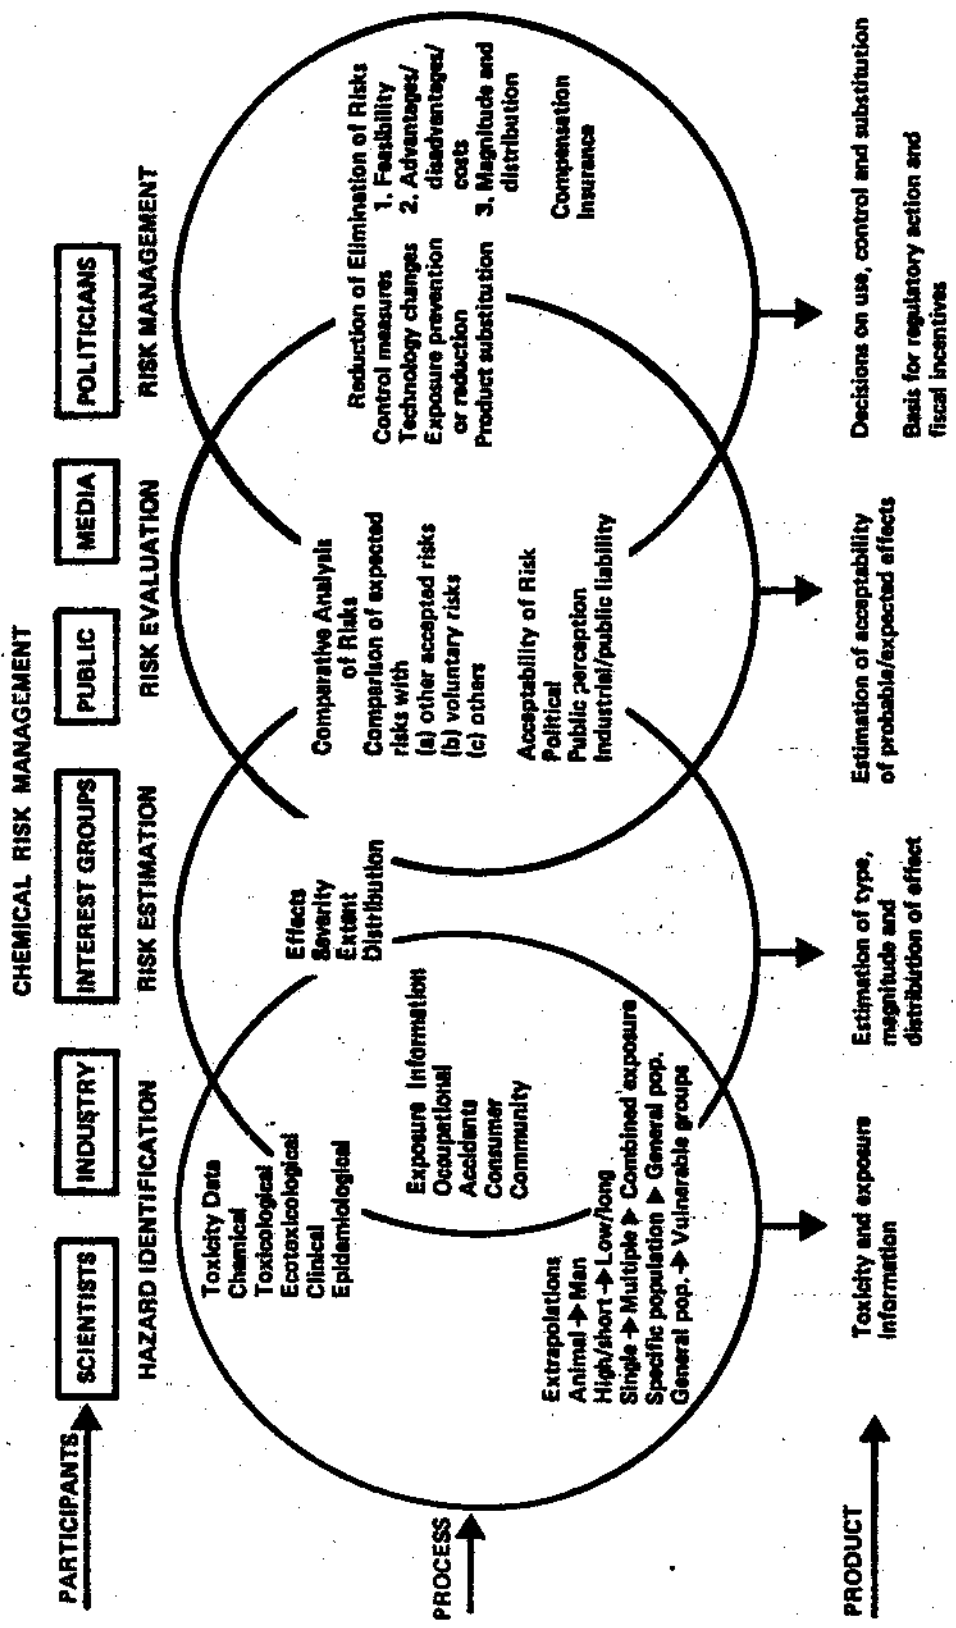 CHEMICAL RISK MANAGEMENT
PARTICIPANTS
SCIENTISTS
INDUSTRY
INTEREST GROUPS
PUBLIC
MEDIA
POLITICIANS
HAZARD IDENTIFICATION
RISK ESTIMATION
RISK EVALUATION
RISK MANAGEMENT
PROCESS
Toxicity Data
Chemical
Toxicological
Ecotoxicological
Clinical
Epidemiological
Exposure Information
Occupational
Accidents
Consumer
Community
Extrapolations
Animal → Man
High/short → Low/long
Single → Multiple → Combined exposure
Specific population → General pop.
General pop. → Vulnerable groups
Effects
Severity
Extent
Distribution
Comparative Analysis
of Risks
Comparison of expected
risks with
(a) other accepted risks
(b) voluntary risks
(c) others
Acceptability of Risk
Political
Public perception
Industrial/public liability
Reduction of Elimination of Risks
Control measures
Technology changes
Exposure prevention
or reduction
Product substitution
1. Feasibility
2. Advantages/
disadvantages/
costs
3. Magnitude and
distribution
Compensation
Insurance
PRODUCT
Toxicity and exposure
information
Estimation of type,
magnitude and
distribution of effect
Estimation of acceptability
of probable/expected effects
Decisions on use, control and substitution
Basis for regulatory action and
fiscal incentives